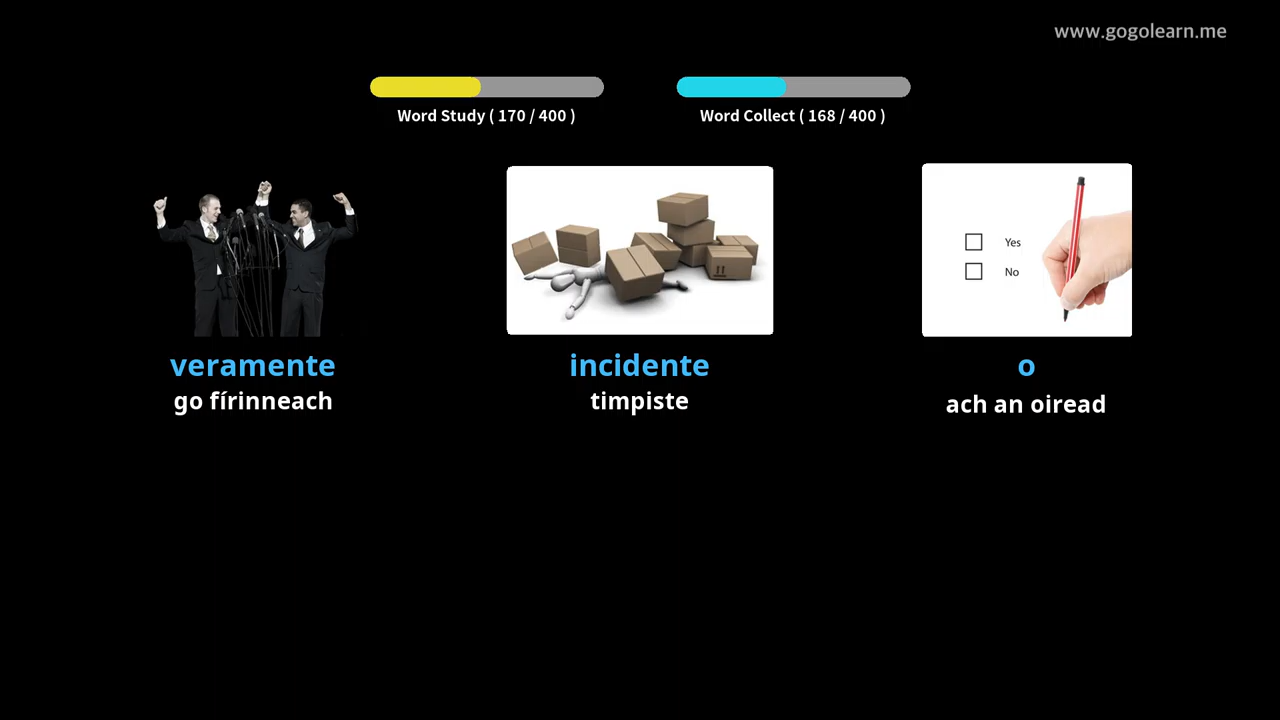 www.gogolearn.me
Word Study ( 170 / 400 )
Word Collect ( 168 / 400 )
Yes
No
veramente
incidente
o
go fírinneach
timpiste
ach an oiread